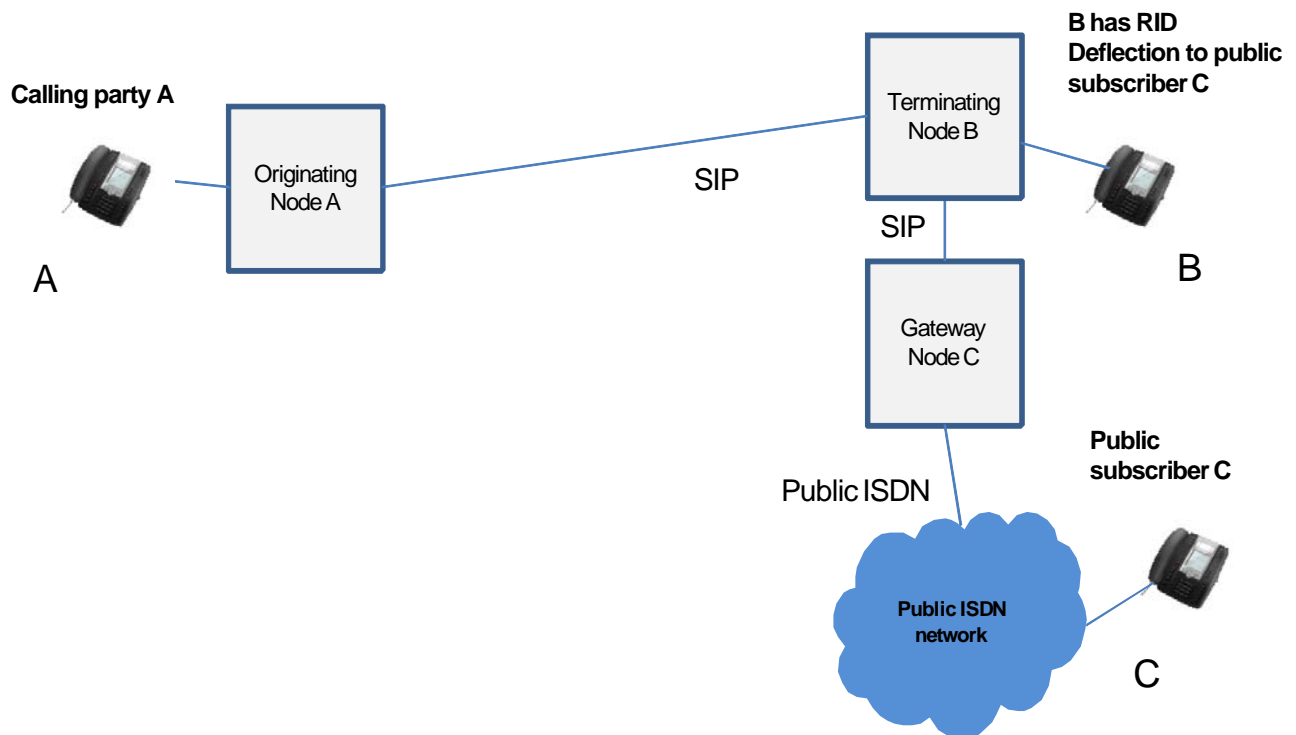 B has RID
Deflection to public
subscriber C
Calling party A
Terminating
Node B
Originating
Node A
SIP
SIP
A
B
Gateway
Node C
Public
subscriber C
Public ISDN
Public ISDN
network
C